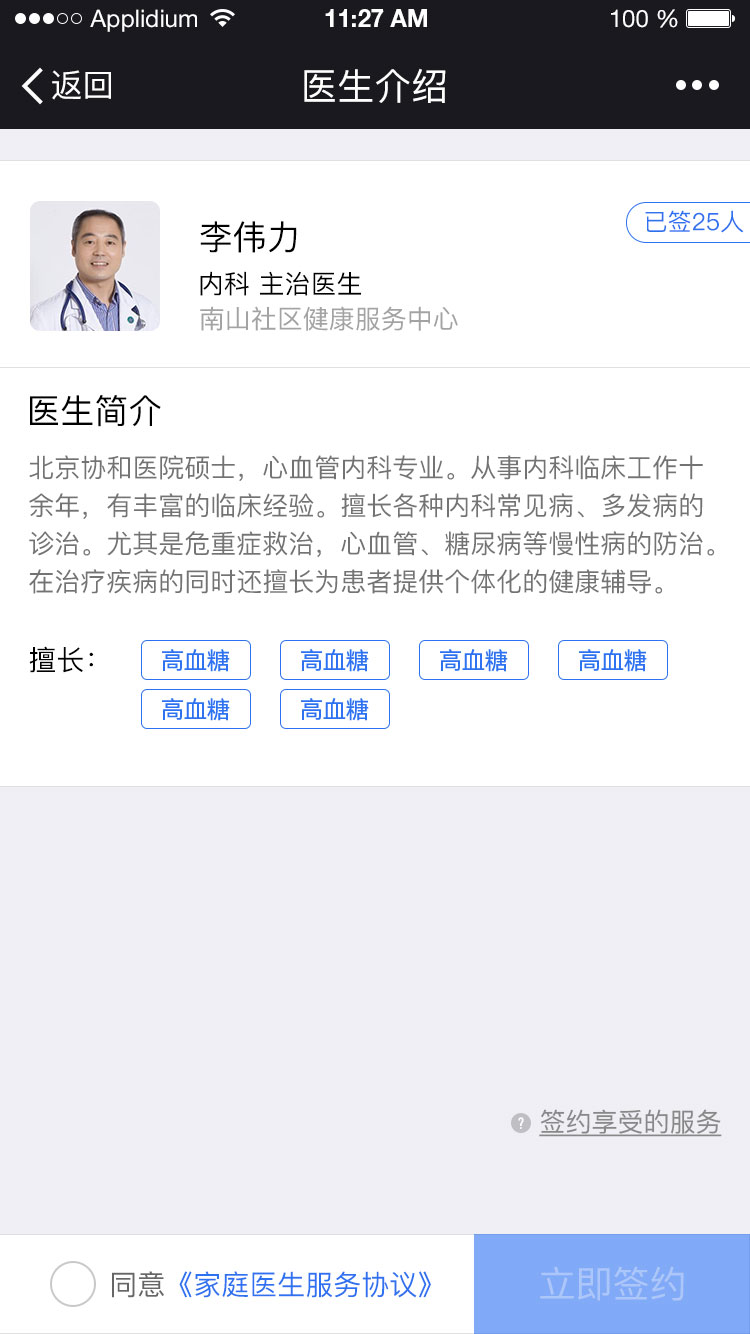 Applidium 11:27 AM 100 %
返回 医生介绍
李伟力
已签25人
内科 主治医生
南山社区健康服务中心
医生简介
北京协和医院硕士，心血管内科专业。从事内科临床工作十
余年，有丰富的临床经验。擅长各种内科常见病、多发病的
诊治。尤其是危重症救治，心血管、糖尿病等慢性病的防治。
在治疗疾病的同时还擅长为患者提供个体化的健康辅导。
擅长： 高血糖 高血糖 高血糖 高血糖
高血糖 高血糖
? 签约享受的服务
同意《家庭医生服务协议》 立即签约